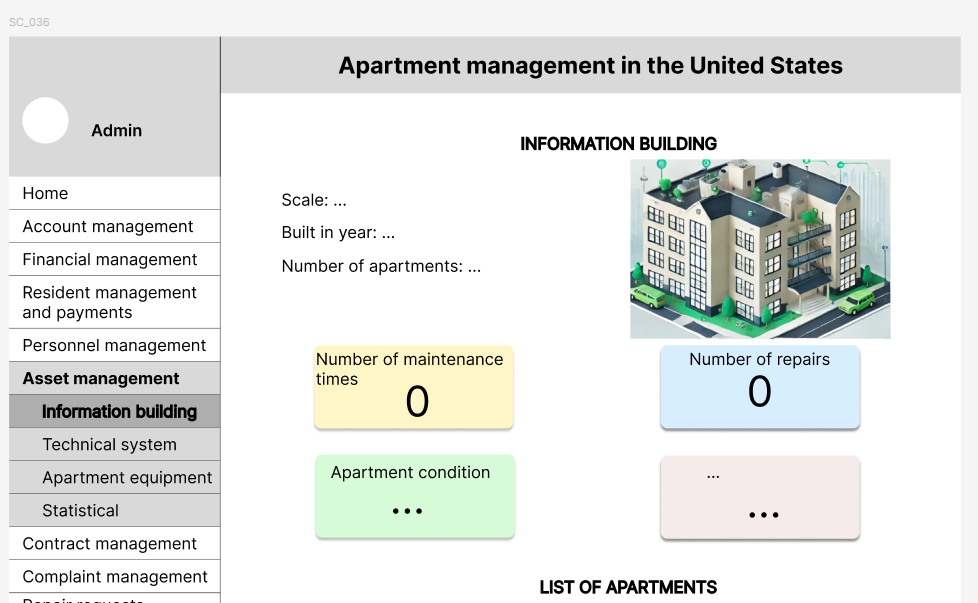 SC_036
Apartment management in the United States
Admin
Home
Account management
Financial management
Resident management
and payments
Personnel management
Asset management
Information building
Technical system
Apartment equipment
Statistical
Contract management
Complaint management
Repair requests
INFORMATION BUILDING
Scale: ...
Built in year: ...
Number of apartments: ...
Number of maintenance
times
0
Number of repairs
0
Apartment condition
...
...
...
LIST OF APARTMENTS